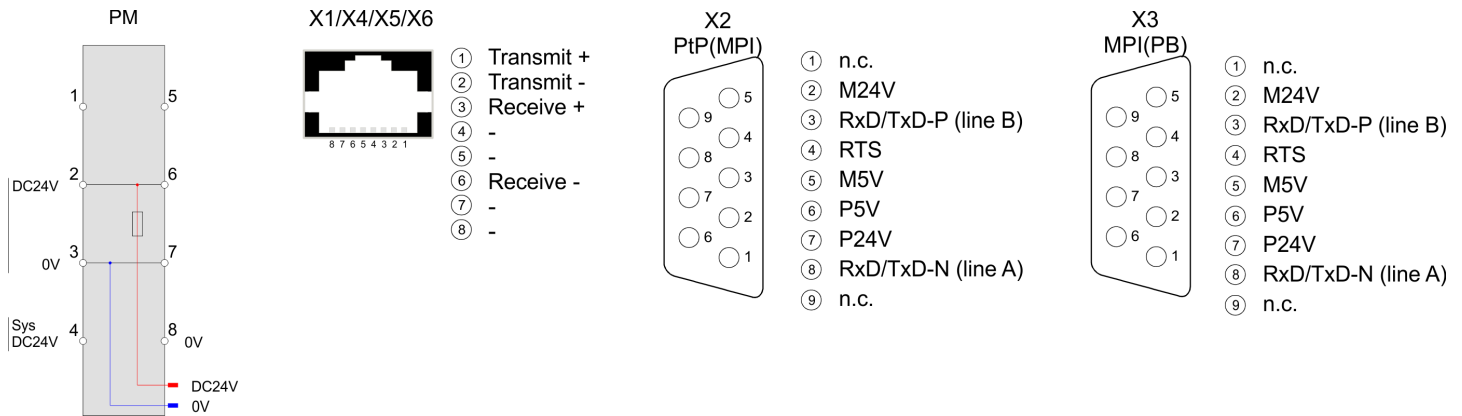 PM
1
5
2
6
DC24V
3
7
0V
Sys
DC24V
4
8
0V
DC24V
0V
X1/X4/X5/X6
8 7 6 5 4 3 2 1
1 Transmit +
2 Transmit -
3 Receive +
4 -
5 -
6 Receive -
7 -
8 -
X2
PtP(MPI)
5
9
4
8
3
7
2
6
1
1 n.c.
2 M24V
3 RxD/TxD-P (line B)
4 RTS
5 M5V
6 P5V
7 P24V
8 RxD/TxD-N (line A)
9 n.c.
X3
MPI(PB)
5
9
4
8
3
7
2
6
1
1 n.c.
2 M24V
3 RxD/TxD-P (line B)
4 RTS
5 M5V
6 P5V
7 P24V
8 RxD/TxD-N (line A)
9 n.c.